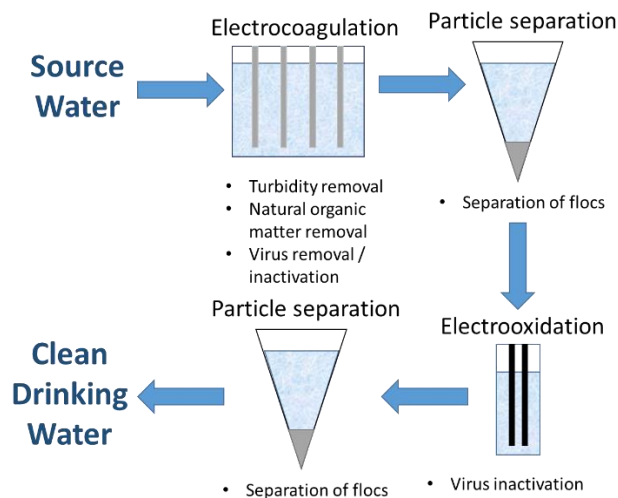 Electrocoagulation
Particle separation
Source
Water
• Turbidity removal
• Natural organic
matter removal
• Virus removal /
inactivation
• Separation of flocs
Electrooxidation
• Virus inactivation
Particle separation
• Separation of flocs
Clean
Drinking
Water